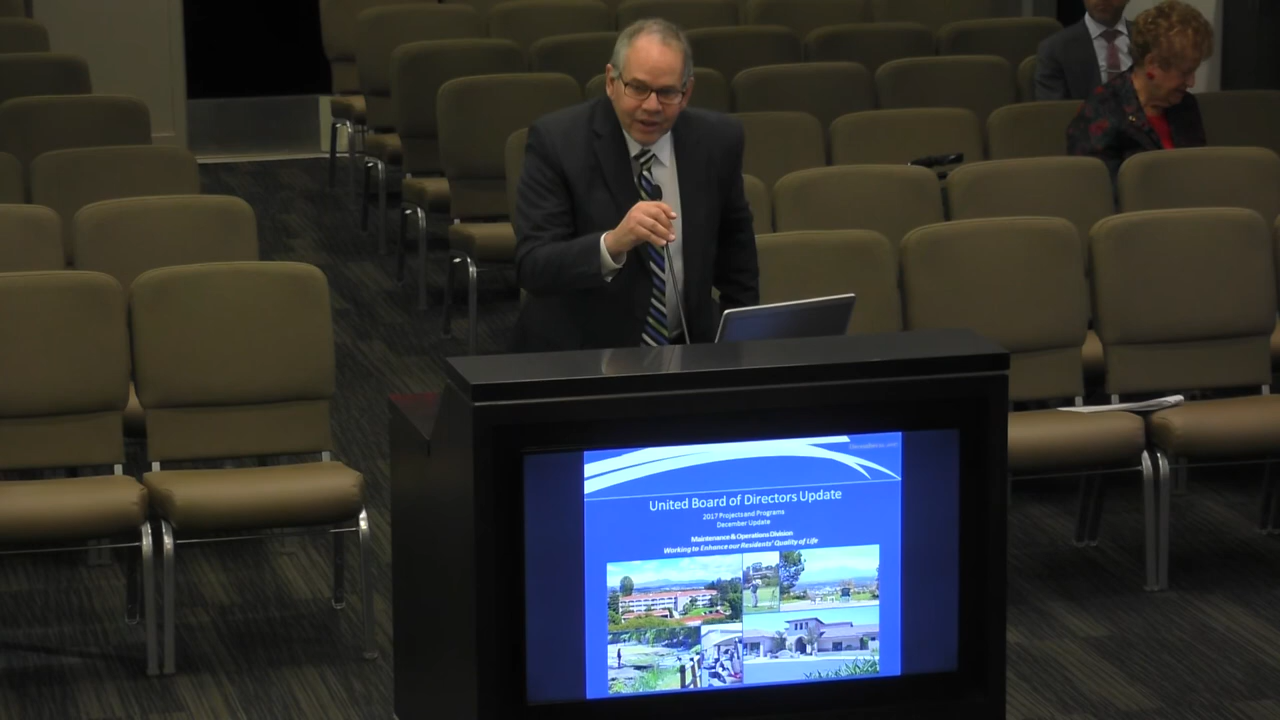 United Board of Directors Update
2017 Projects and Programs
December Update
Maintenance & Operations Division
Working to Enhance our Residents' Quality of Life